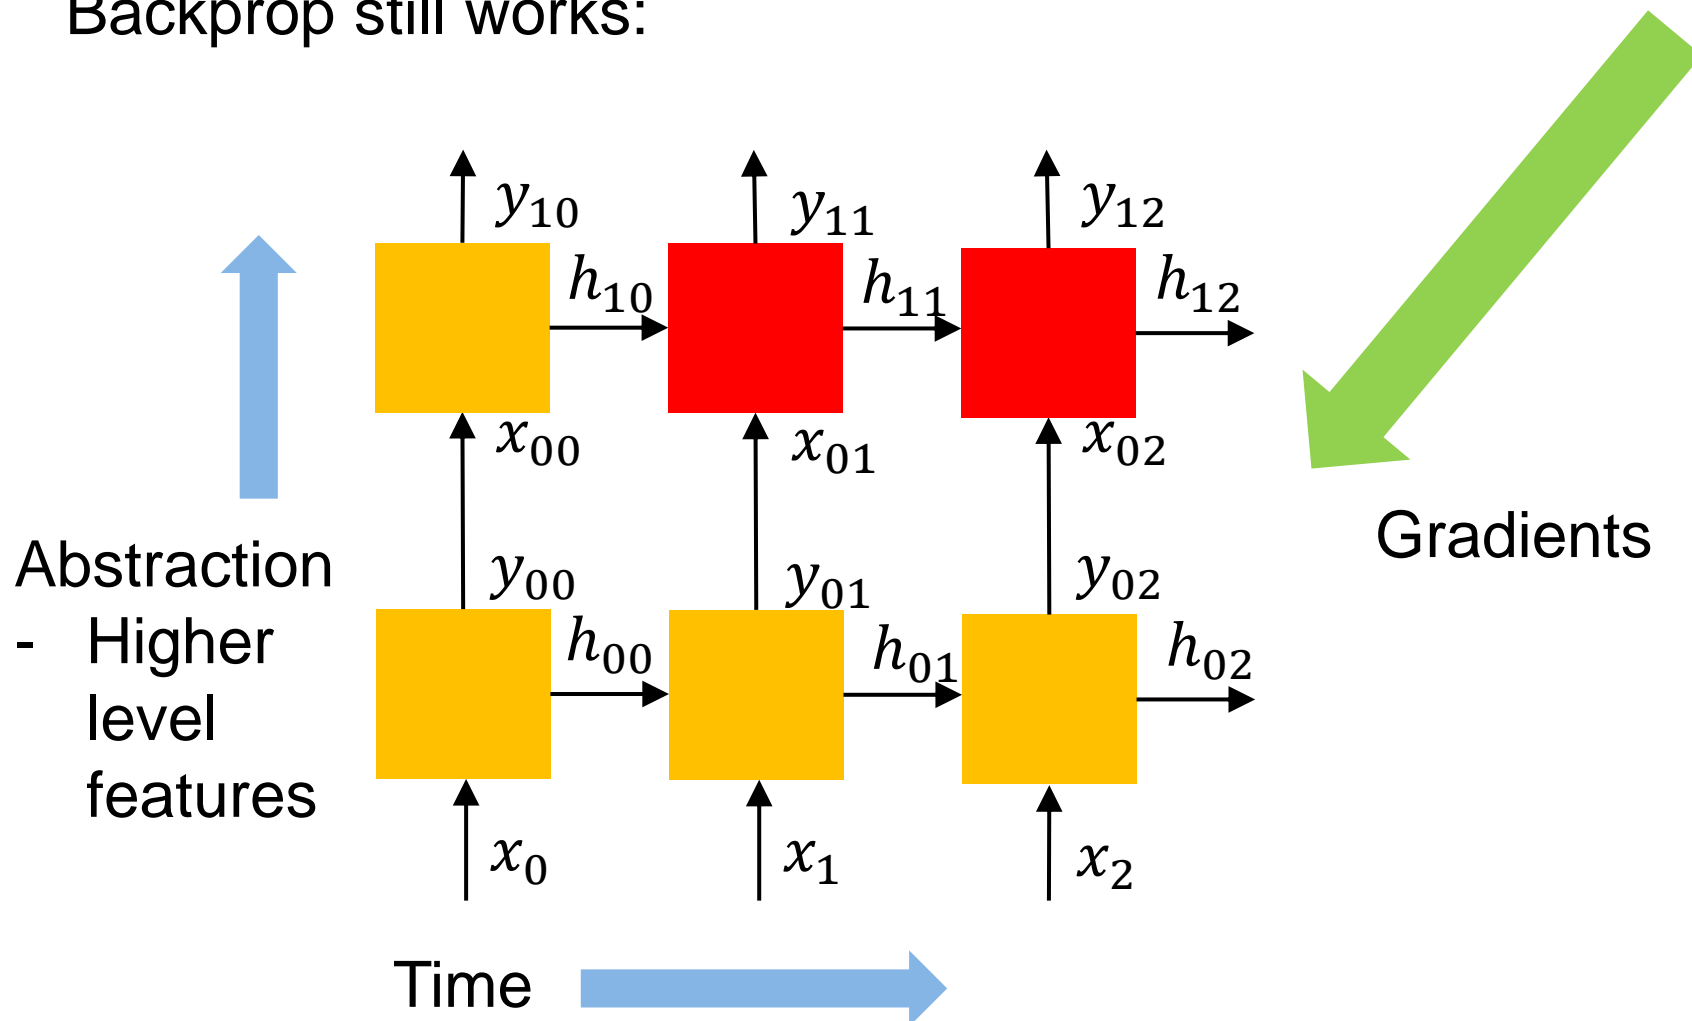 Backprop still works:
y₁₀ y₁₁ y₁₂
h₁₀ h₁₁ h₁₂
x₀₀ x₀₁ x₀₂
Gradients
Abstraction
- Higher
level
features
y₀₀ y₀₁ y₀₂
h₀₀ h₀₁ h₀₂
x₀ x₁ x₂
Time